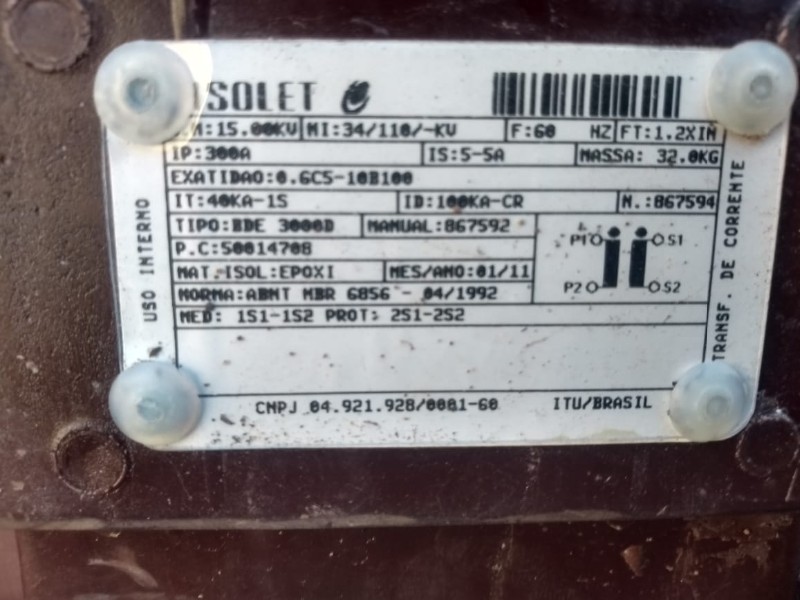 ISOLET
M:15.00KV MI:34/110/-KV F:60 HZ FT:1.2XIN
IP:300A IS:5-5A MASSA: 32.0KG
EXATIDAO:0.6C5-10B100
IT:40KA-1S ID:100KA-CR N.:867594
TIPO:BDE 3000D MANUAL:867592
P.C:50014708
P1 S1
P2 S2
MAT.ISOL:EPOXI MES/ANO:01/11
NORMA:ABNT NBR 6856 - 04/1992
MED: 1S1-1S2 PROT: 2S1-2S2
CNPJ 04.921.928/0001-60 ITU/BRASIL
USO INTERNO
TRANSF. DE CORRENTE